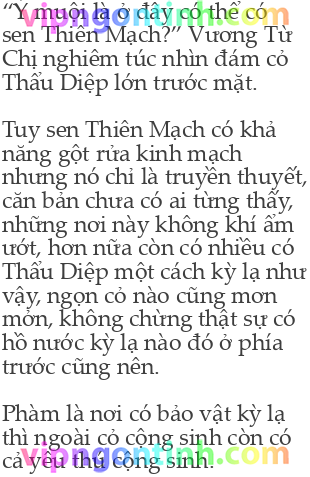 “Ý muội là ở đây có thể có
sen Thiên Mạch?” Vương Từ
Chị nghiêm túc nhìn đám cỏ
Thẩu Diệp lớn trước mặt.
Tuy sen Thiên Mạch có khả
năng gột rửa kinh mạch
nhưng nó chỉ là truyền thuyết,
căn bản chưa có ai từng thấy,
những nơi này không khí ẩm
ướt, hơn nữa còn có nhiều cỏ
Thẩu Diệp một cách kỳ lạ như
vậy, ngọn cỏ nào cũng mơn
mởn, không chừng thật sự có
hồ nước kỳ lạ nào đó ở phía
trước cũng nên.
Phàm là nơi có bảo vật kỳ lạ
thì ngoài cỏ cộng sinh còn có
cả yêu thú cộng sinh.
vipngontinh.com
vipngontinh.com